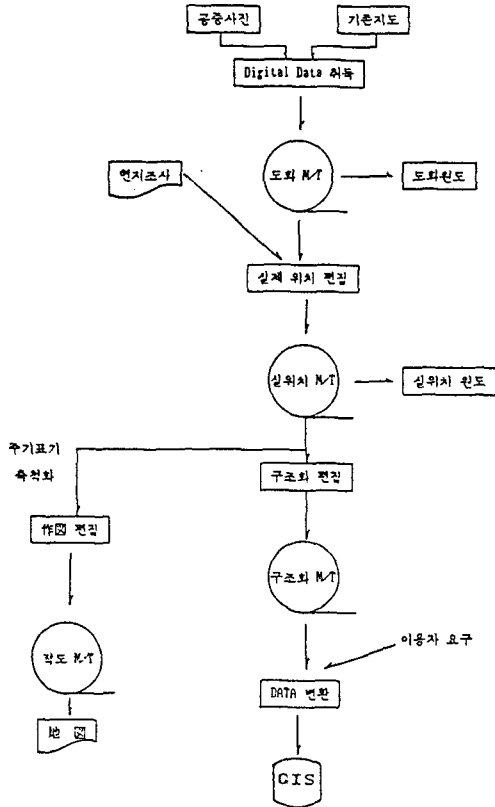 공중사진
기존지도
Digital Data 취득
현지조사
도화 M/T
도화원도
실제 위치 편집
실위치 M/T
실위치 원도
주기표기
축척화
구조화 편집
作図 편집
구조화 M/T
이용자 요구
작도 M/T
DATA 변환
地 図
GIS